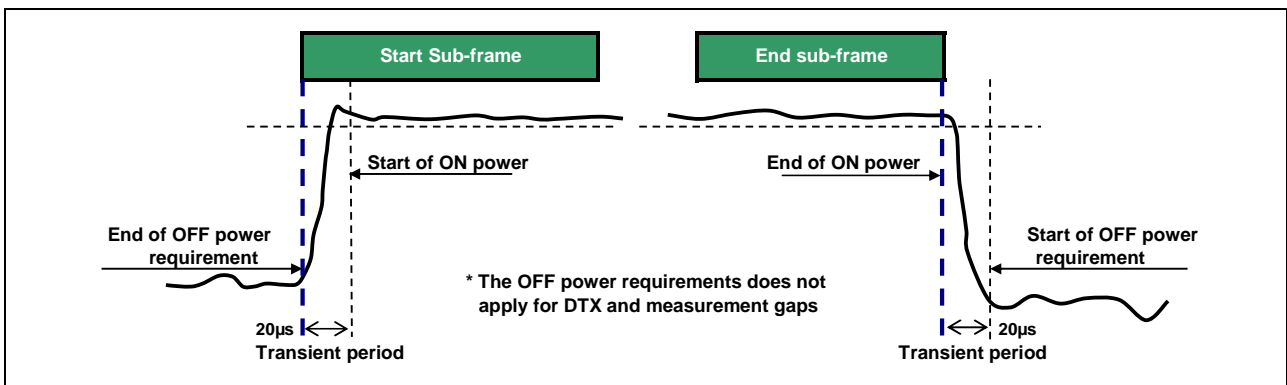 Start Sub-frame
End sub-frame
Start of ON power
End of ON power
End of OFF power
requirement
Start of OFF power
requirement
* The OFF power requirements does not
apply for DTX and measurement gaps
20µs
Transient period
20µs
Transient period